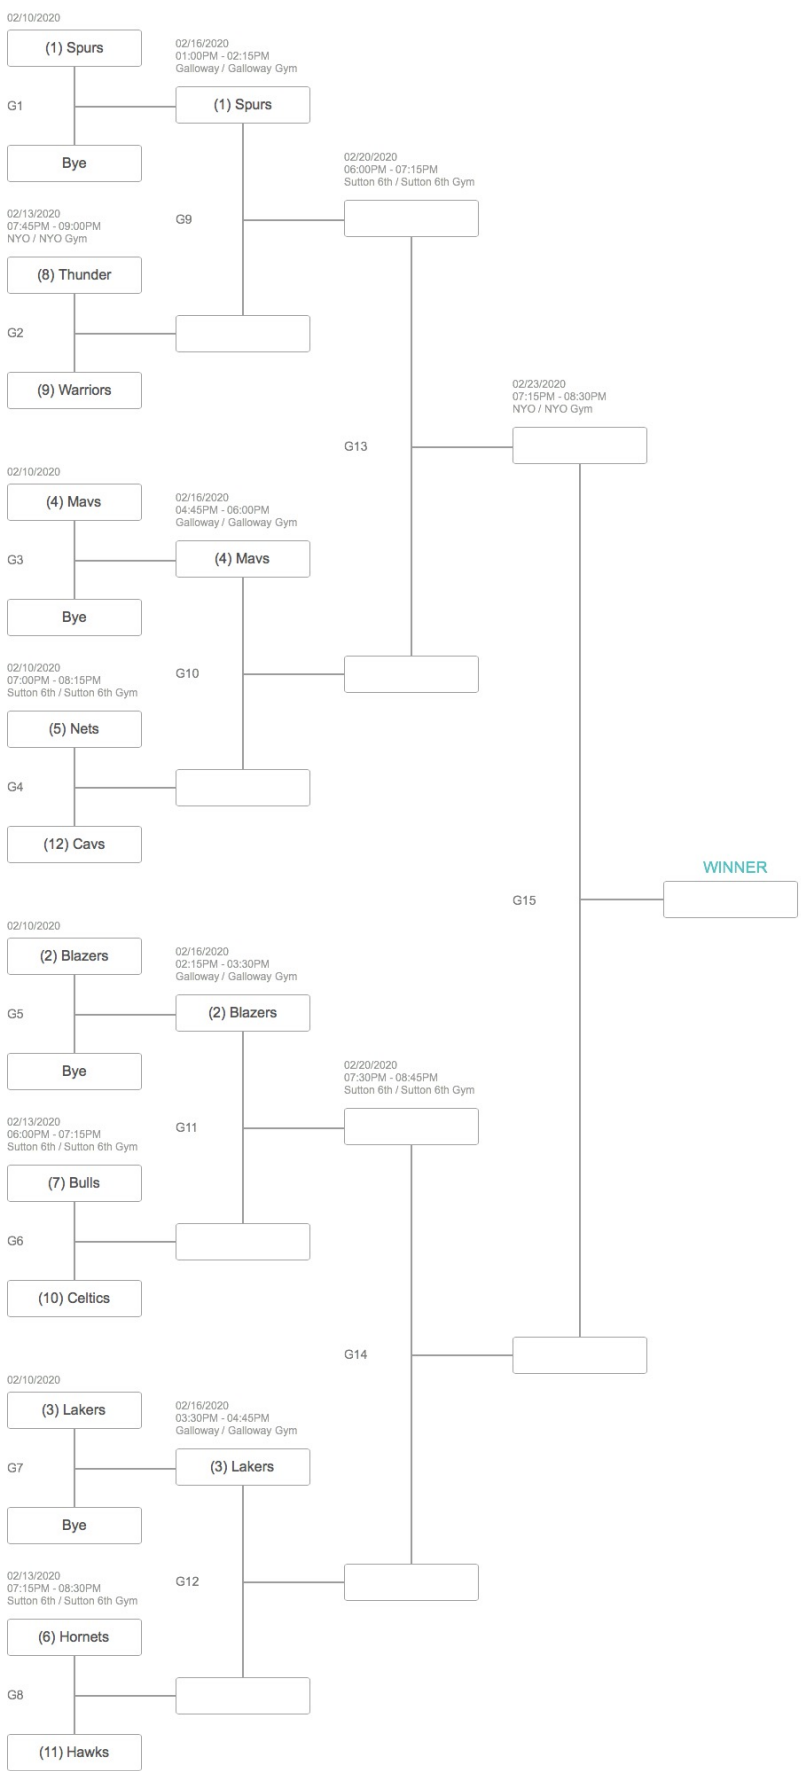 02/10/2020
(1) Spurs
G1
Bye
02/13/2020
07:45PM - 09:00PM
NYO / NYO Gym
(8) Thunder
G2
(9) Warriors
02/10/2020
(4) Mavs
G3
Bye
02/10/2020
07:00PM - 08:15PM
Sutton 6th / Sutton 6th Gym
(5) Nets
G4
(12) Cavs
02/10/2020
(2) Blazers
G5
Bye
02/13/2020
06:00PM - 07:15PM
Sutton 6th / Sutton 6th Gym
(7) Bulls
G6
(10) Celtics
02/10/2020
(3) Lakers
G7
Bye
02/13/2020
07:15PM - 08:30PM
Sutton 6th / Sutton 6th Gym
(6) Hornets
G8
(11) Hawks
02/16/2020
01:00PM - 02:15PM
Galloway / Galloway Gym
(1) Spurs
G9
02/16/2020
04:45PM - 06:00PM
Galloway / Galloway Gym
(4) Mavs
G10
02/16/2020
02:15PM - 03:30PM
Galloway / Galloway Gym
(2) Blazers
G11
02/16/2020
03:30PM - 04:45PM
Galloway / Galloway Gym
(3) Lakers
G12
02/20/2020
06:00PM - 07:15PM
Sutton 6th / Sutton 6th Gym
G13
02/20/2020
07:30PM - 08:45PM
Sutton 6th / Sutton 6th Gym
G14
02/23/2020
07:15PM - 08:30PM
NYO / NYO Gym
G15
WINNER